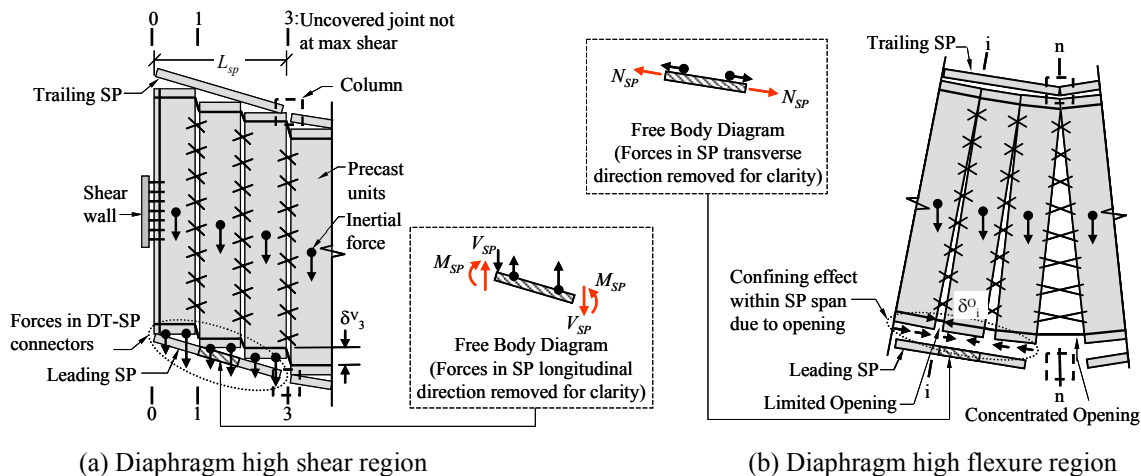 0
1
3:Uncovered joint not
at max shear
L_sp
Trailing SP
Column
Shear
wall
Precast
units
Inertial
force
Forces in DT-SP
connectors
Leading SP
δ^v_3
0
1
3
V_SP
M_SP
M_SP
V_SP
Free Body Diagram
(Forces in SP longitudinal
direction removed for clarity)
(a) Diaphragm high shear region
N_SP
N_SP
Free Body Diagram
(Forces in SP transverse
direction removed for clarity)
Trailing SP
i
n
Confining effect
within SP span
due to opening
δ^O_i
Leading SP
i
n
Limited Opening
Concentrated Opening
(b) Diaphragm high flexure region